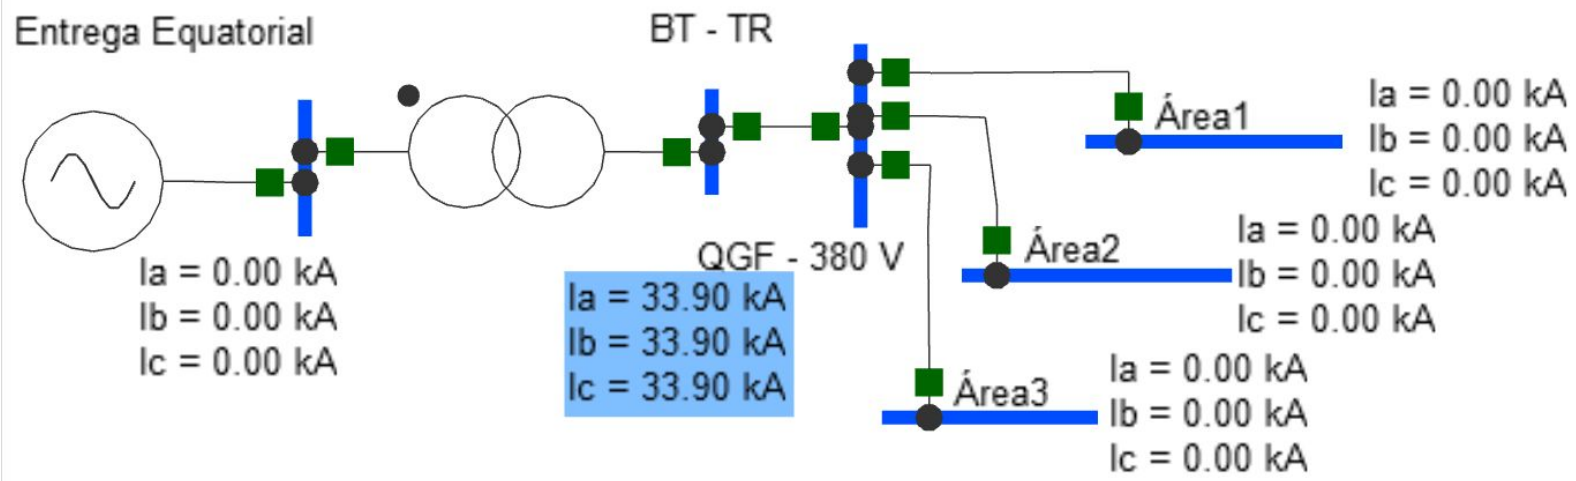 Entrega Equatorial
BT - TR
Ia = 0.00 kA
Ib = 0.00 kA
Ic = 0.00 kA
QGF - 380 V
Ia = 33.90 kA
Ib = 33.90 kA
Ic = 33.90 kA
Área1
Ia = 0.00 kA
Ib = 0.00 kA
Ic = 0.00 kA
Área2
Ia = 0.00 kA
Ib = 0.00 kA
Ic = 0.00 kA
Área3
Ia = 0.00 kA
Ib = 0.00 kA
Ic = 0.00 kA